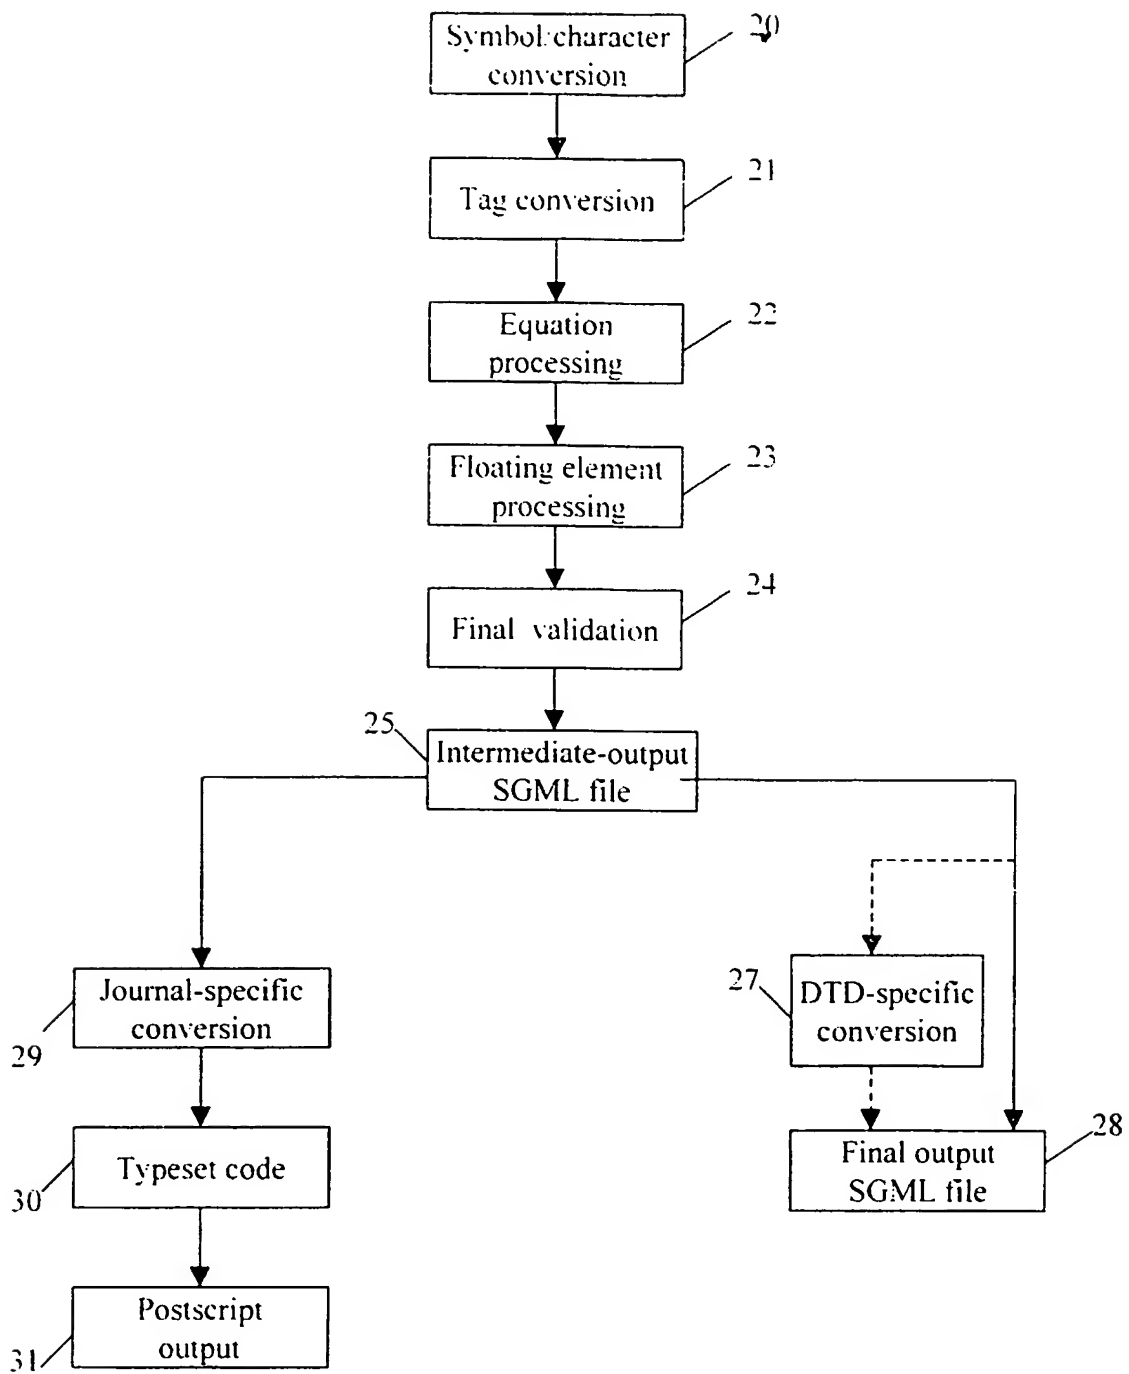 20
Symbol/character
conversion
21
Tag conversion
22
Equation
processing
23
Floating element
processing
24
Final validation
25
Intermediate-output
SGML file
27
DTD-specific
conversion
Journal-specific
conversion
29
28
Final output
SGML file
Typeset code
30
Postscript
output
31